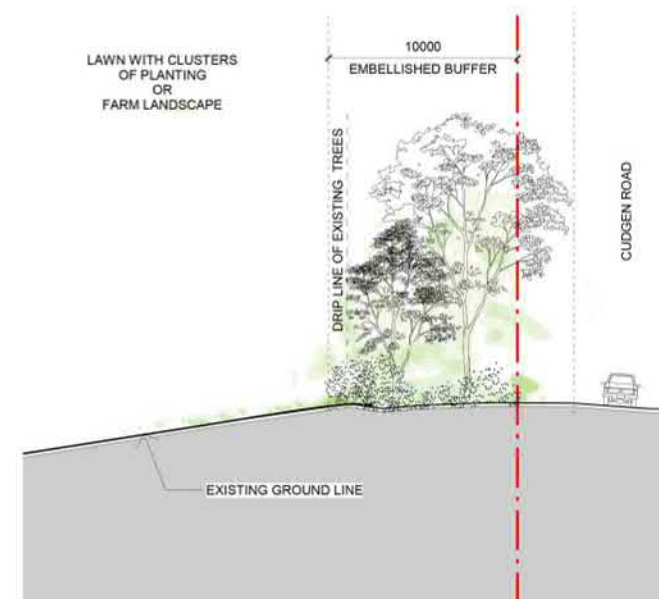 LAWN WITH CLUSTERS
OF PLANTING
OR
FARM LANDSCAPE
10000
EMBELLISHED BUFFER
DRIP LINE OF EXISTING TREES
CUDGEN ROAD
EXISTING GROUND LINE